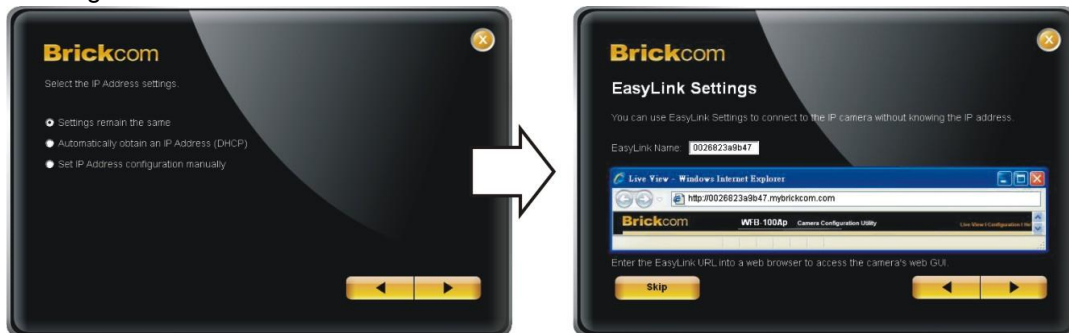 Brickcom
Select the IP Address settings.
Settings remain the same
Automatically obtain an IP Address (DHCP)
Set IP Address configuration manually
Brickcom
EasyLink Settings
You can use EasyLink Settings to connect to the IP camera without knowing the IP address.
EasyLink Name: 0026823a9b47
Live View - Windows Internet Explorer
http://0026823a9b47.mybrickcom.com
Brickcom WFB-100Ap Camera Configuration Utility Live View | Configuration |
Enter the EasyLink URL into a web browser to access the camera's web GUI.
Skip